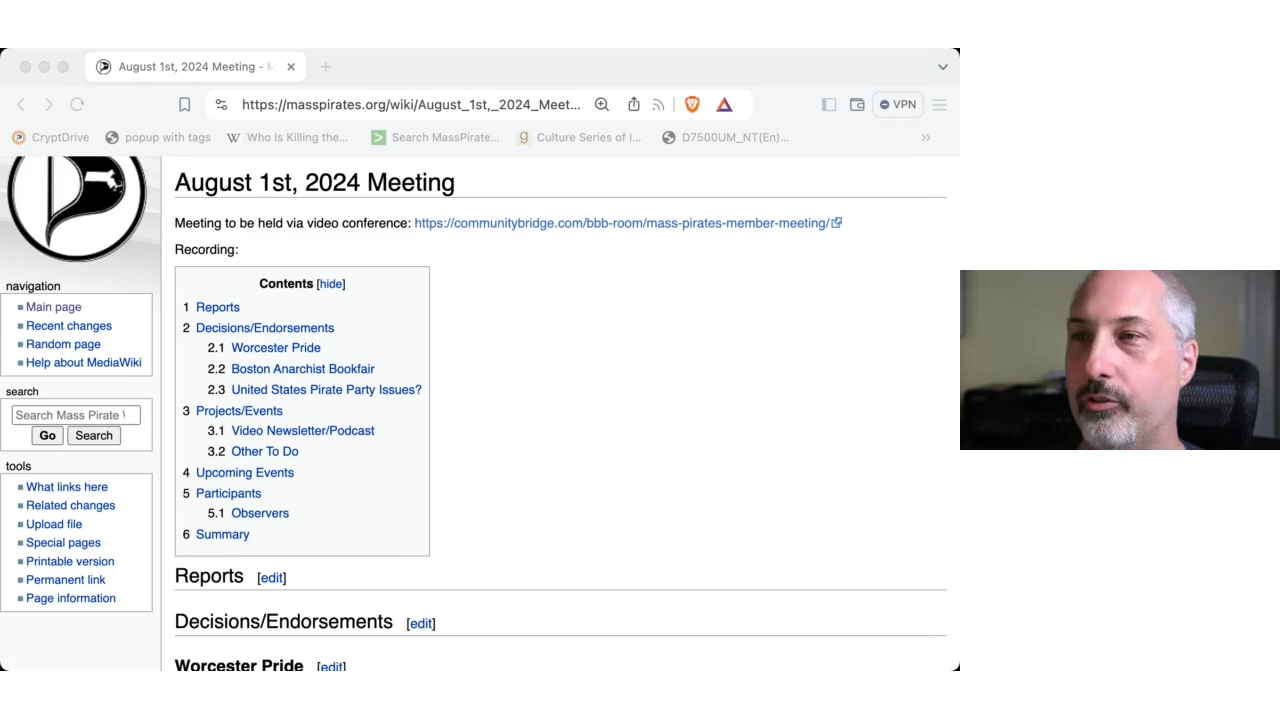 August 1st, 2024 Meeting - M
https://masspirates.org/wiki/August_1st,_2024_Meet...
VPN
CryptDrive
popup with tags
Who Is Killing the...
Search MassPirate...
Culture Series of I...
D7500UM_NT(En)...
August 1st, 2024 Meeting
Meeting to be held via video conference: https://communitybridge.com/bbb-room/mass-pirates-member-meeting/
Recording:
Contents [hide]
1 Reports
2 Decisions/Endorsements
2.1 Worcester Pride
2.2 Boston Anarchist Bookfair
2.3 United States Pirate Party Issues?
3 Projects/Events
3.1 Video Newsletter/Podcast
3.2 Other To Do
4 Upcoming Events
5 Participants
5.1 Observers
6 Summary
navigation
Main page
Recent changes
Random page
Help about MediaWiki
search
Search Mass Pirate
Go Search
tools
What links here
Related changes
Upload file
Special pages
Printable version
Permanent link
Page information
Reports [edit]
Decisions/Endorsements [edit]
Worcester Pride [edit]